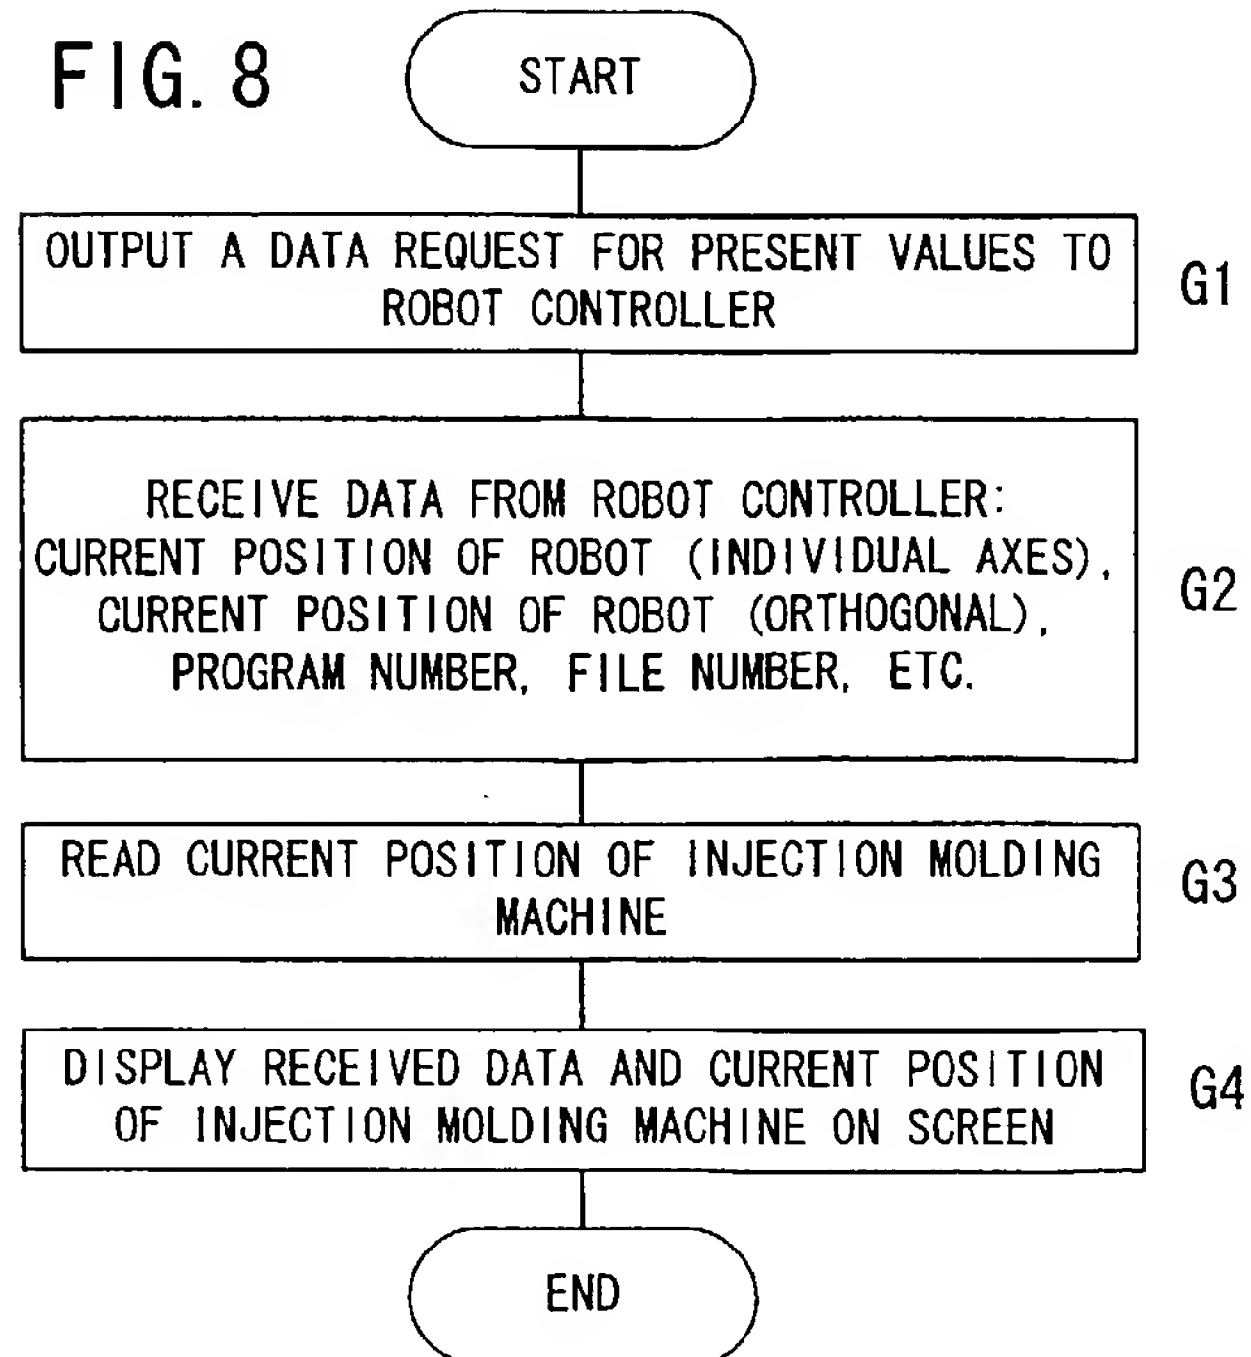 FIG. 8
START
OUTPUT A DATA REQUEST FOR PRESENT VALUES TO
ROBOT CONTROLLER
G1
RECEIVE DATA FROM ROBOT CONTROLLER:
CURRENT POSITION OF ROBOT (INDIVIDUAL AXES),
CURRENT POSITION OF ROBOT (ORTHOGONAL),
PROGRAM NUMBER, FILE NUMBER, ETC.
G2
READ CURRENT POSITION OF INJECTION MOLDING
MACHINE
G3
DISPLAY RECEIVED DATA AND CURRENT POSITION
OF INJECTION MOLDING MACHINE ON SCREEN
G4
END